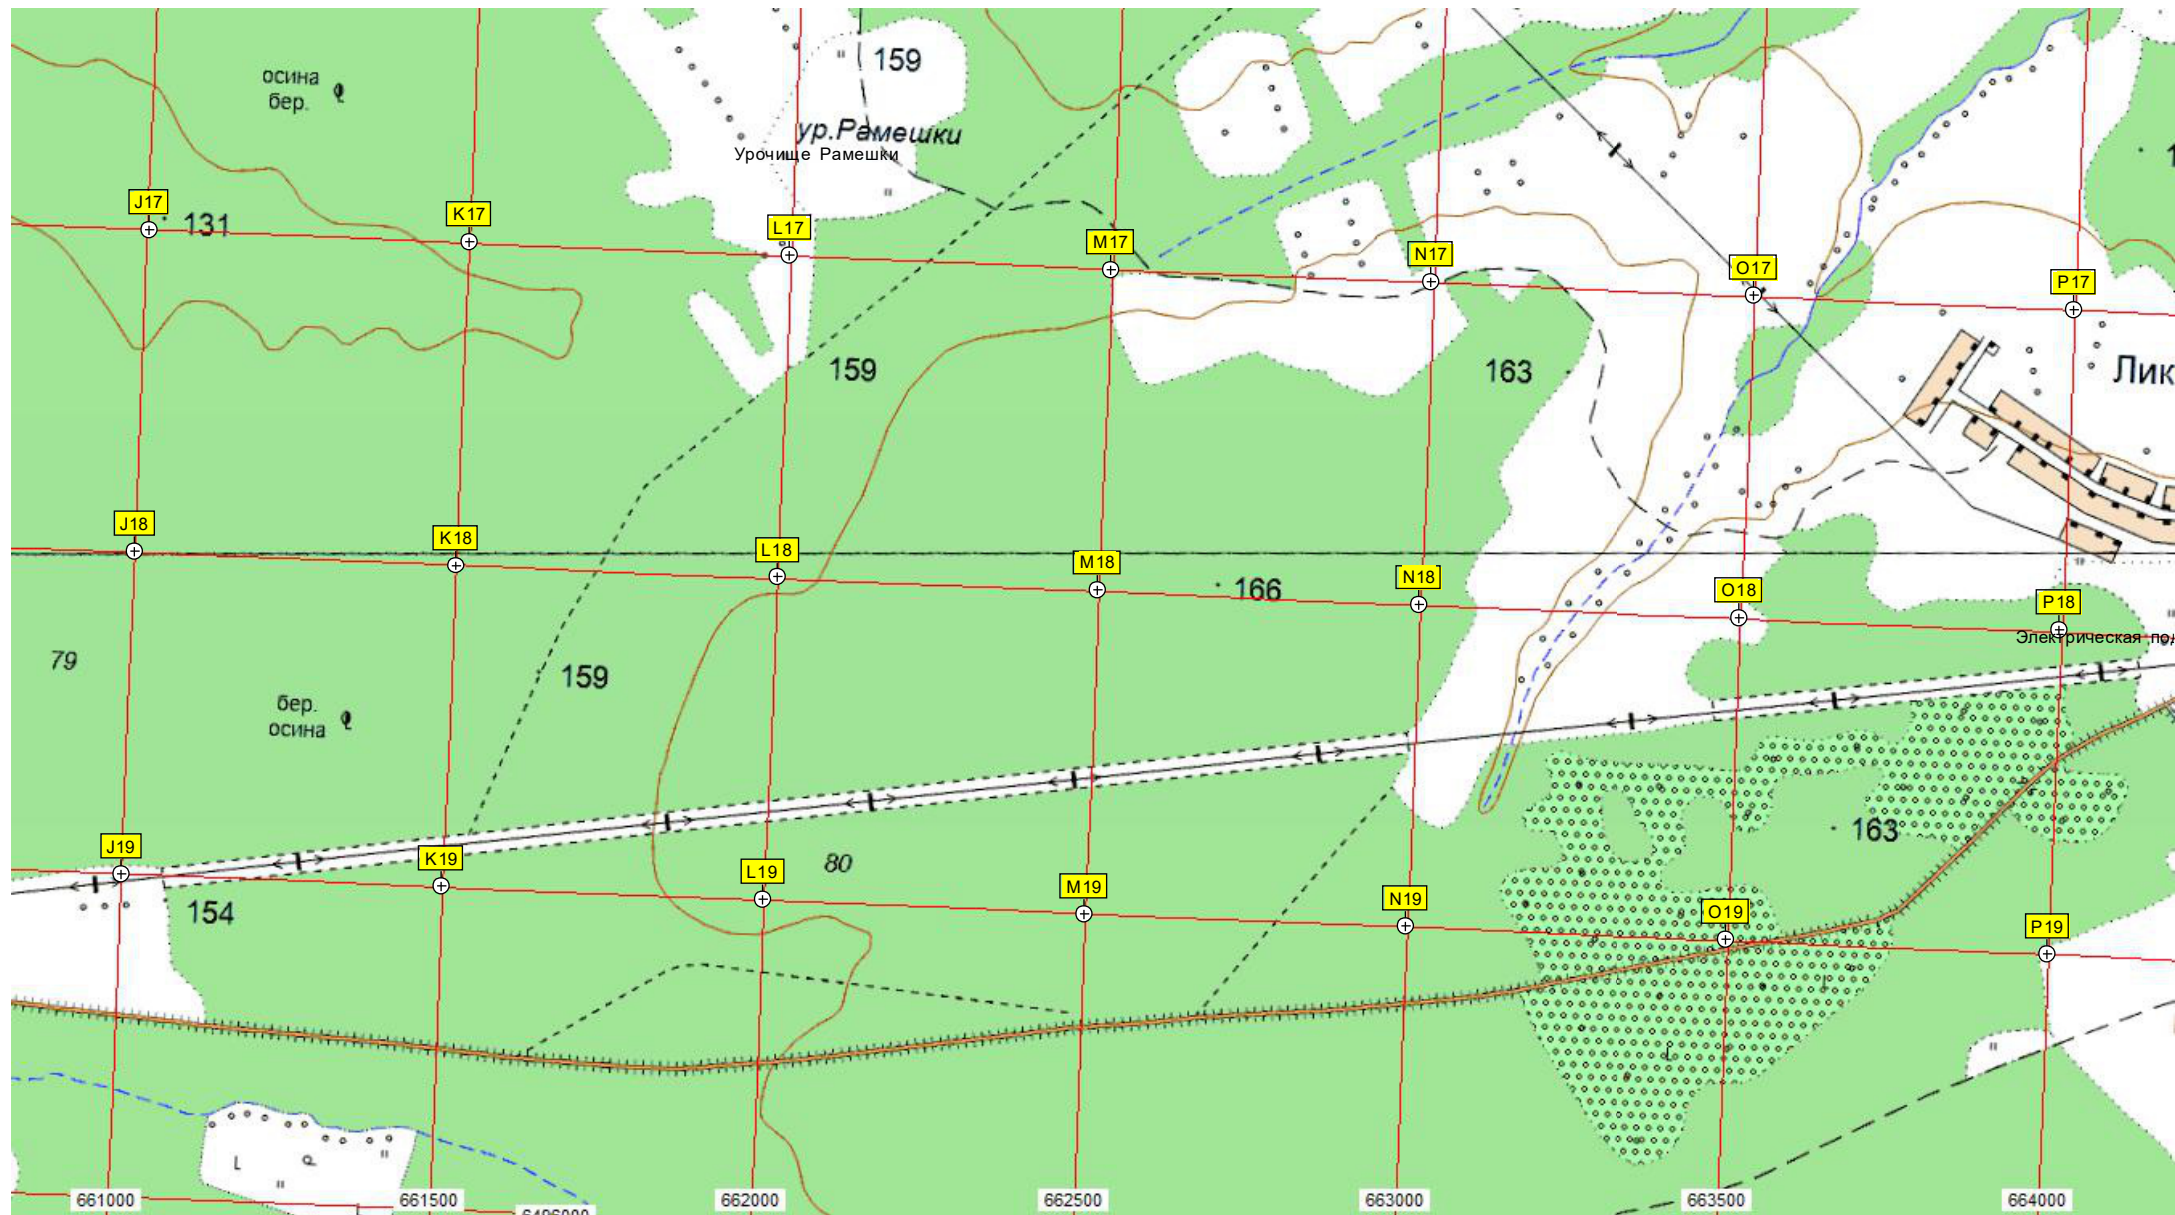 159
осина
бер.
ур.Рамешки
Урочище Рамешки
J17
131
K17
L17
M17
N17
O17
P17
159
163
Лик
J18
K18
L18
M18
N18
O18
P18
166
Электрическая под
79
159
бер.
осина
163
J19
K19
L19
M19
N19
O19
P19
80
154
661000
661500
662000
662500
663000
663500
664000